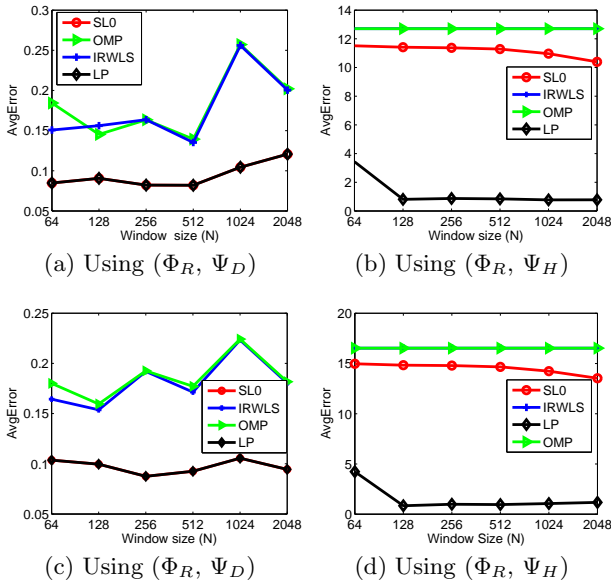 0.3
0.25
0.2
0.15
0.1
0.05
AvgError
SL0
OMP
IRWLS
LP
64 128 256 512 1024 2048
Window size (N)
(a) Using (Φ_R, Ψ_D)
14
12
10
8
6
4
2
0
AvgError
SL0
IRWLS
OMP
LP
64 128 256 512 1024 2048
Window size (N)
(b) Using (Φ_R, Ψ_H)
0.25
0.2
0.15
0.1
0.05
AvgError
SL0
IRWLS
OMP
LP
64 128 256 512 1024 2048
Window size (N)
(c) Using (Φ_R, Ψ_D)
20
15
10
5
0
AvgError
SL0
IRWLS
LP
OMP
64 128 256 512 1024 2048
Window size (N)
(d) Using (Φ_R, Ψ_H)